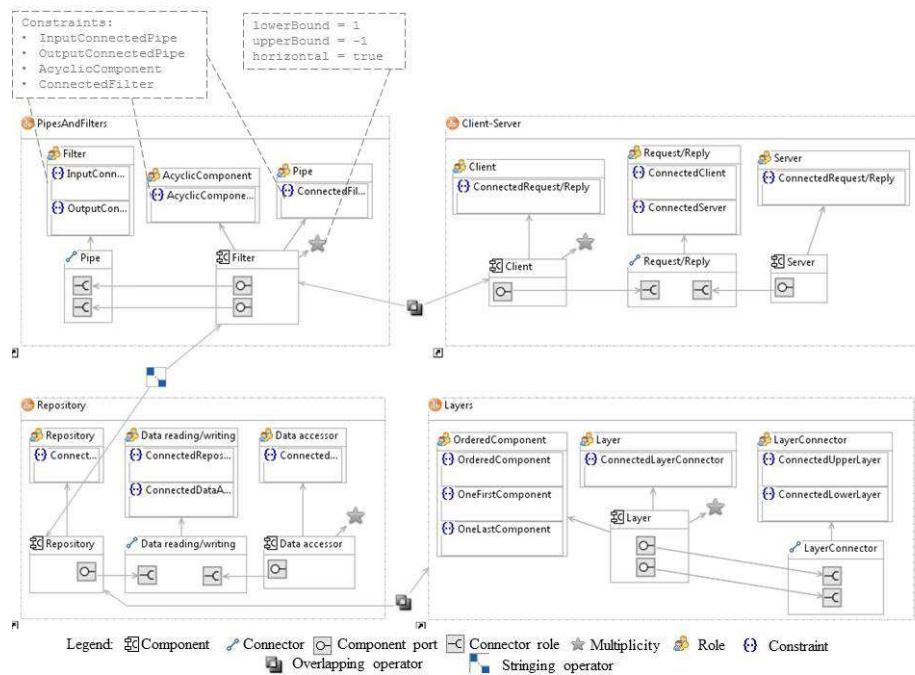 Constraints:
• InputConnectedPipe
• OutputConnectedPipe
• AcyclicComponent
• ConnectedFilter
lowerBound = 1
upperBound = -1
horizontal = true
PipesAndFilters
Filter
InputConn...
OutputCon...
AcyclicComponent
AcyclicCompone...
Pipe
ConnectedFil...
Pipe
Filter
Client-Server
Client
ConnectedRequest/Reply
Request/Reply
ConnectedClient
ConnectedServer
Server
ConnectedRequest/Reply
Client
Request/Reply
Server
Repository
Repository
Connect...
Data reading/writing
ConnectedRepos...
ConnectedDataA...
Data accessor
Connected...
Repository
Data reading/writing
Data accessor
Layers
OrderedComponent
OrderedComponent
OneFirstComponent
OneLastComponent
Layer
ConnectedLayerConnector
LayerConnector
ConnectedUpperLayer
ConnectedLowerLayer
Layer
LayerConnector
Legend: Component Connector Component port Connector role Multiplicity Role Constraint
Overlapping operator Stringing operator